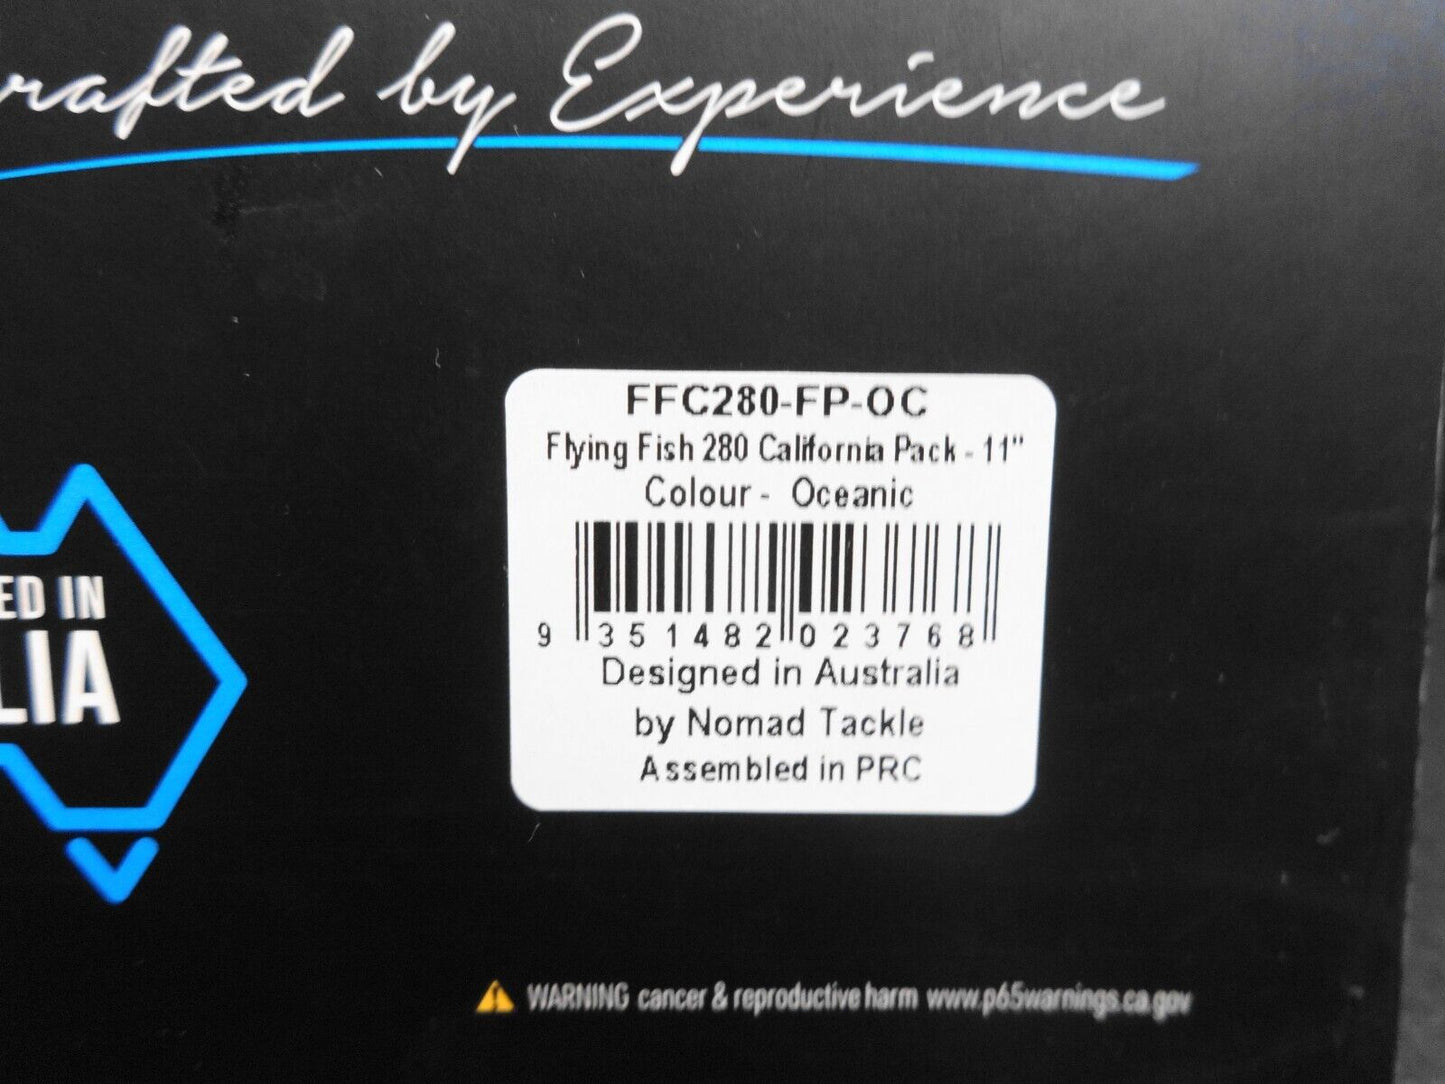 rafted by Experience
FFC280-FP-OC
Flying Fish 280 California Pack - 11"
Colour - Oceanic
9 351482 023768
Designed in Australia
by Nomad Tackle
Assembled in PRC
ED IN
LIA
WARNING cancer & reproductive harm www.p65warnings.ca.gov